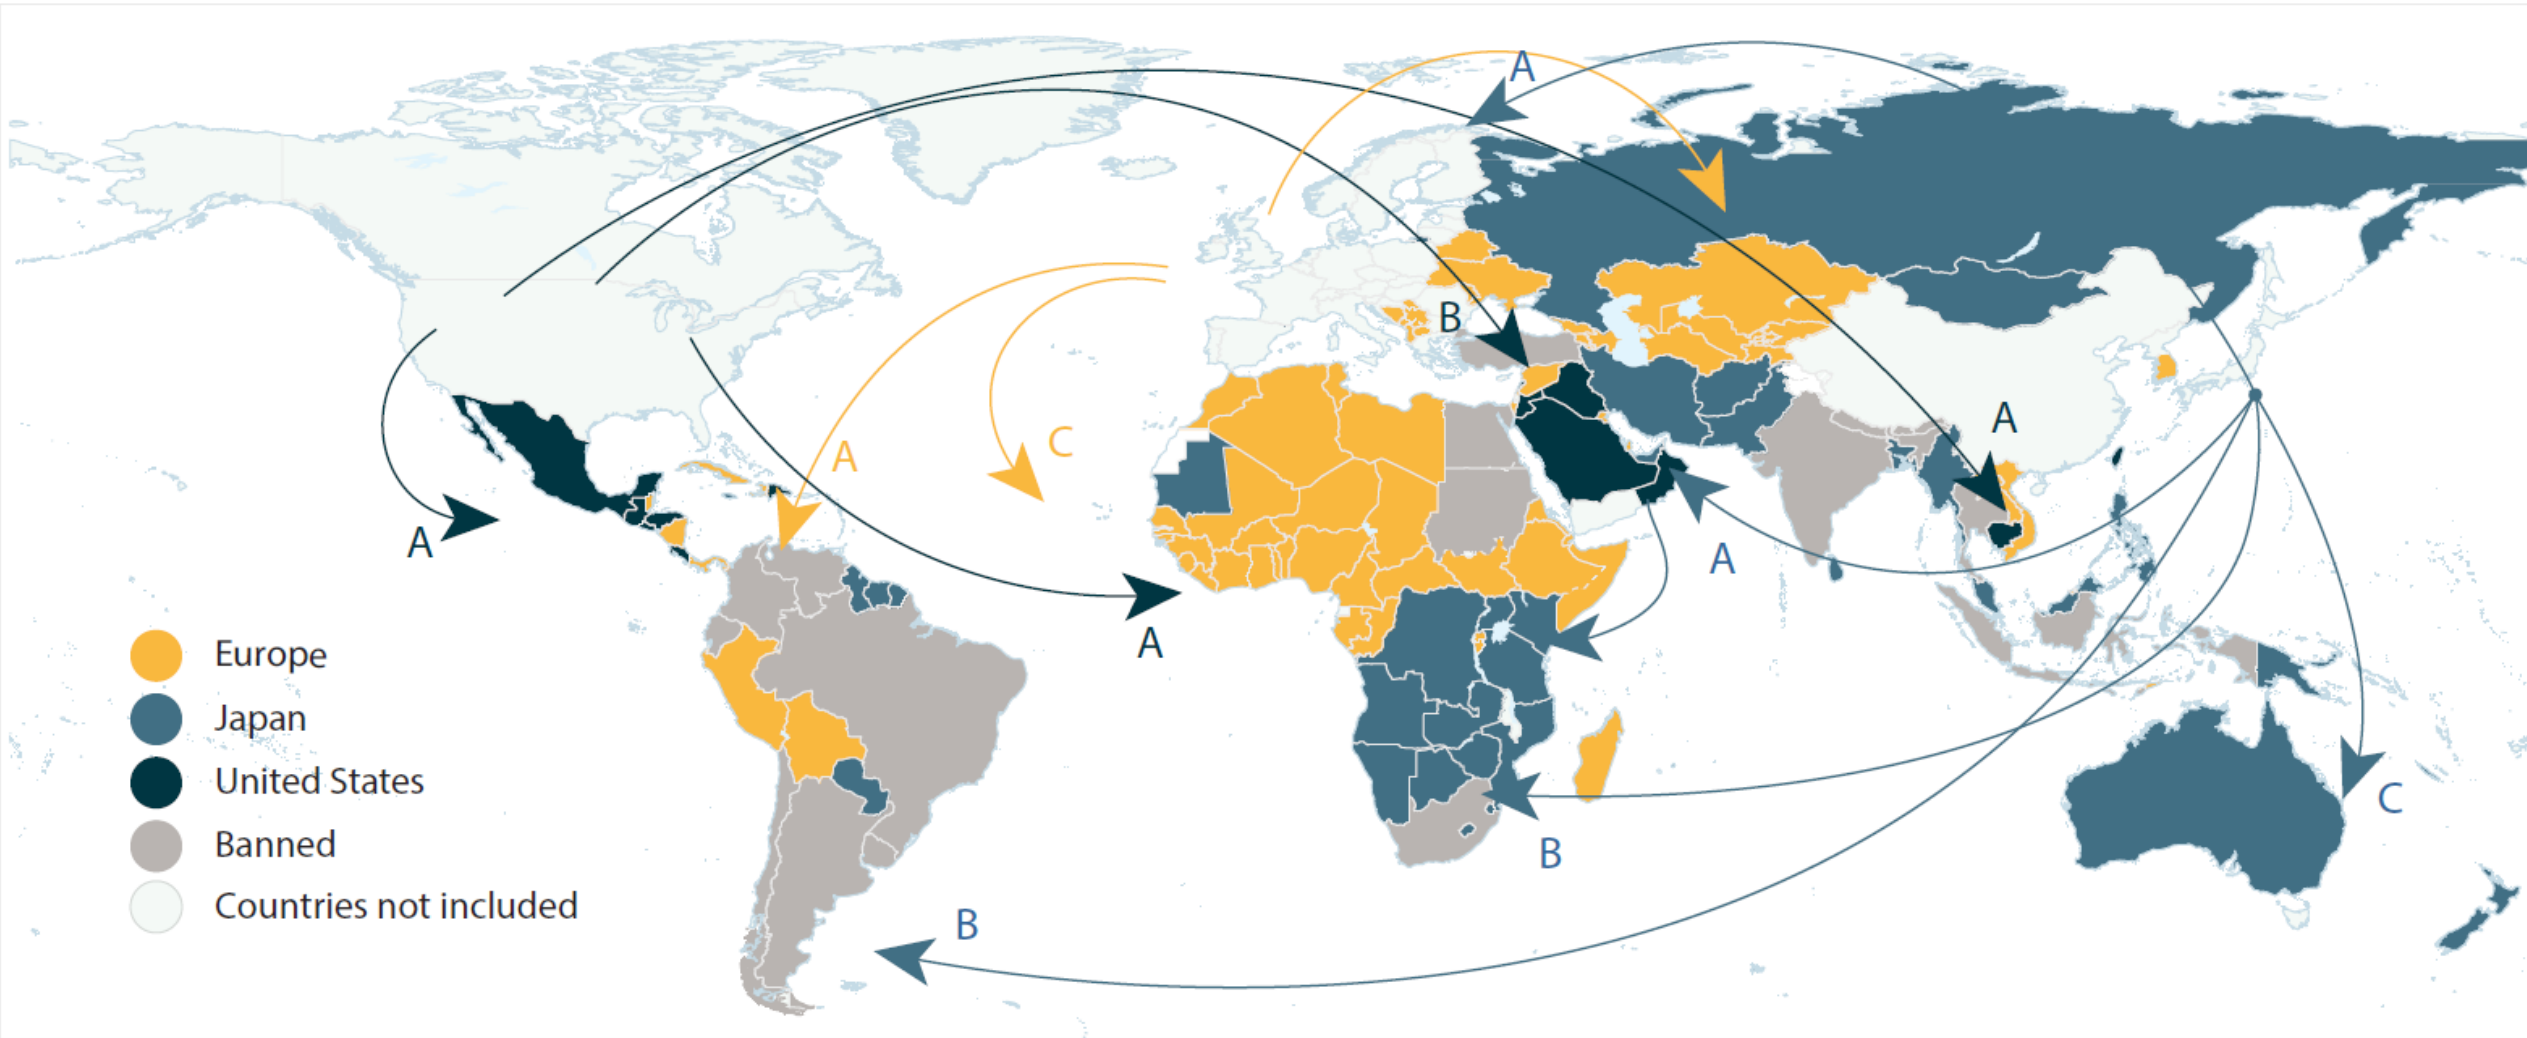 A
A
B
A
A
C
A
A
A
Europe
Japan
United States
Banned
Countries not included
C
B
B